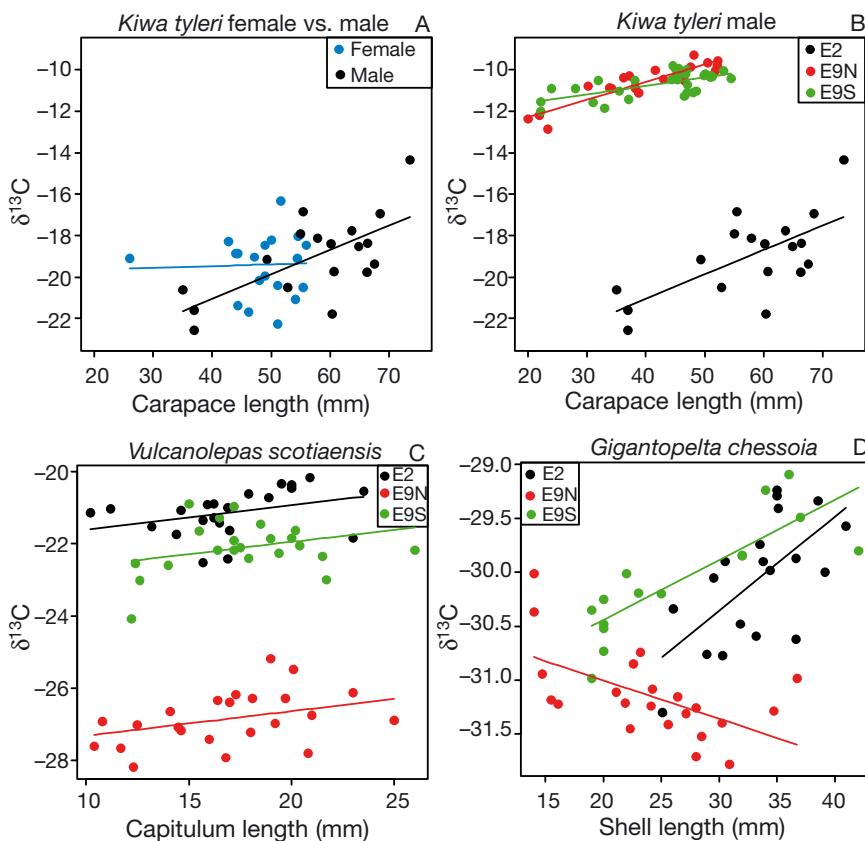 Kiwa tyleri female vs. male A
Female
Male
−10
−12
−14
−16
−18
−20
−22
δ13C
20 30 40 50 60 70
Carapace length (mm)
Kiwa tyleri male B
E2
E9N
E9S
−10
−12
−14
−16
−18
−20
−22
δ13C
20 30 40 50 60 70
Carapace length (mm)
Vulcanolepas scotiaensis C
E2
E9N
E9S
−20
−22
−24
−26
−28
δ13C
10 15 20 25
Capitulum length (mm)
Gigantopelta chessoia D
E2
E9N
E9S
−29.0
−29.5
−30.0
−30.5
−31.0
−31.5
δ13C
15 20 25 30 35 40
Shell length (mm)